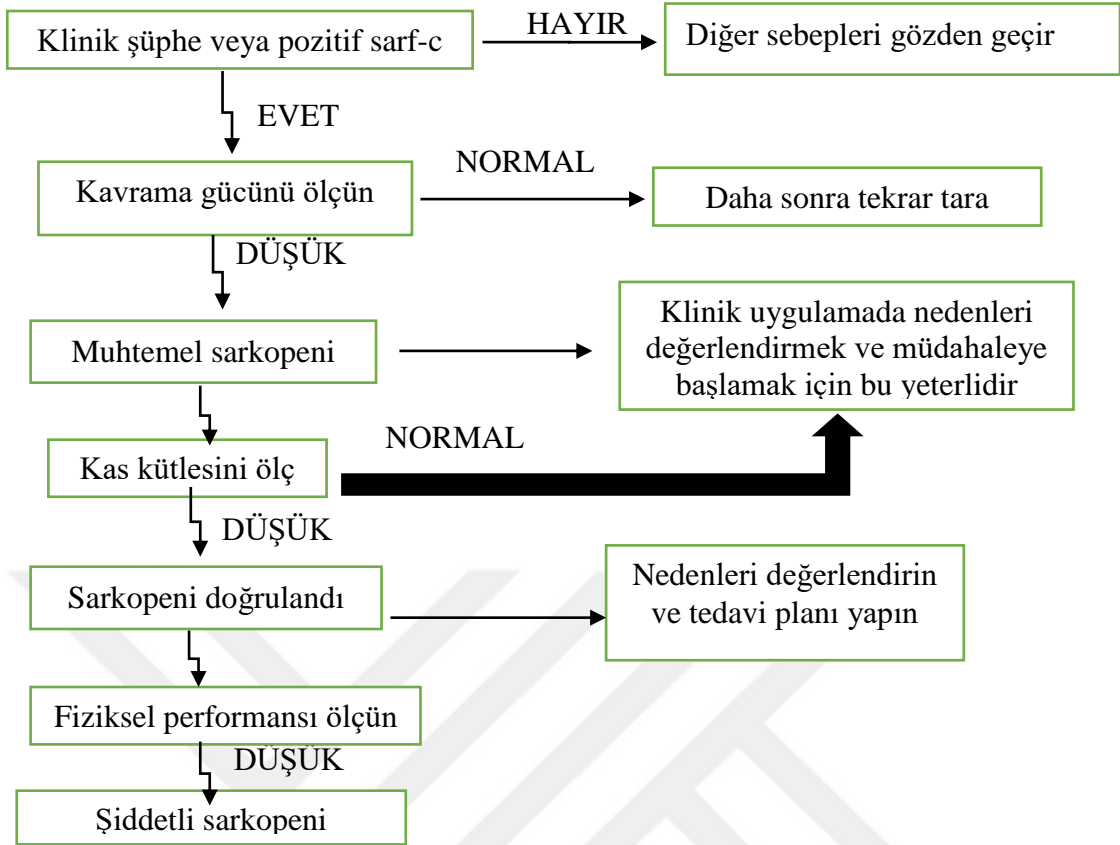 Klinik şüphe veya pozitif sarf-c
HAYIR
Diğer sebepleri gözden geçir
EVET
Kavrama gücünü ölçün
NORMAL
Daha sonra tekrar tara
DÜŞÜK
Muhtemel sarkopeni
Klinik uygulamada nedenleri
değerlendirmek ve müdahaleye
başlamak için bu yeterlidir
Kas kütlesini ölç
NORMAL
DÜŞÜK
Sarkopeni doğrulandı
Nedenleri değerlendirin
ve tedavi planı yapın
Fiziksel performansı ölçün
DÜŞÜK
Şiddetli sarkopeni